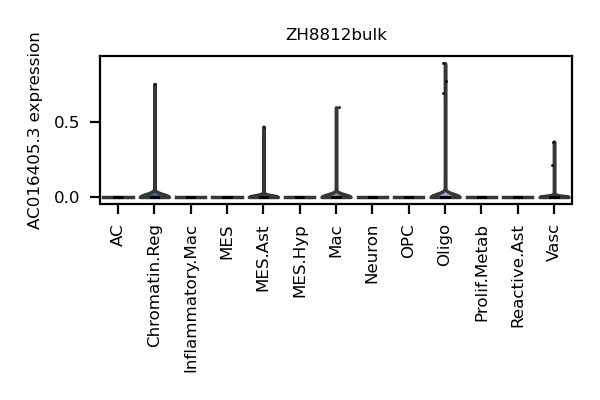 ZH8812bulk
AC016405.3 expression
0.5
0.0
AC
Chromatin.Reg
Inflammatory.Mac
MES
MES.Ast
MES.Hyp
Mac
Neuron
OPC
Oligo
Prolif.Metab
Reactive.Ast
Vasc